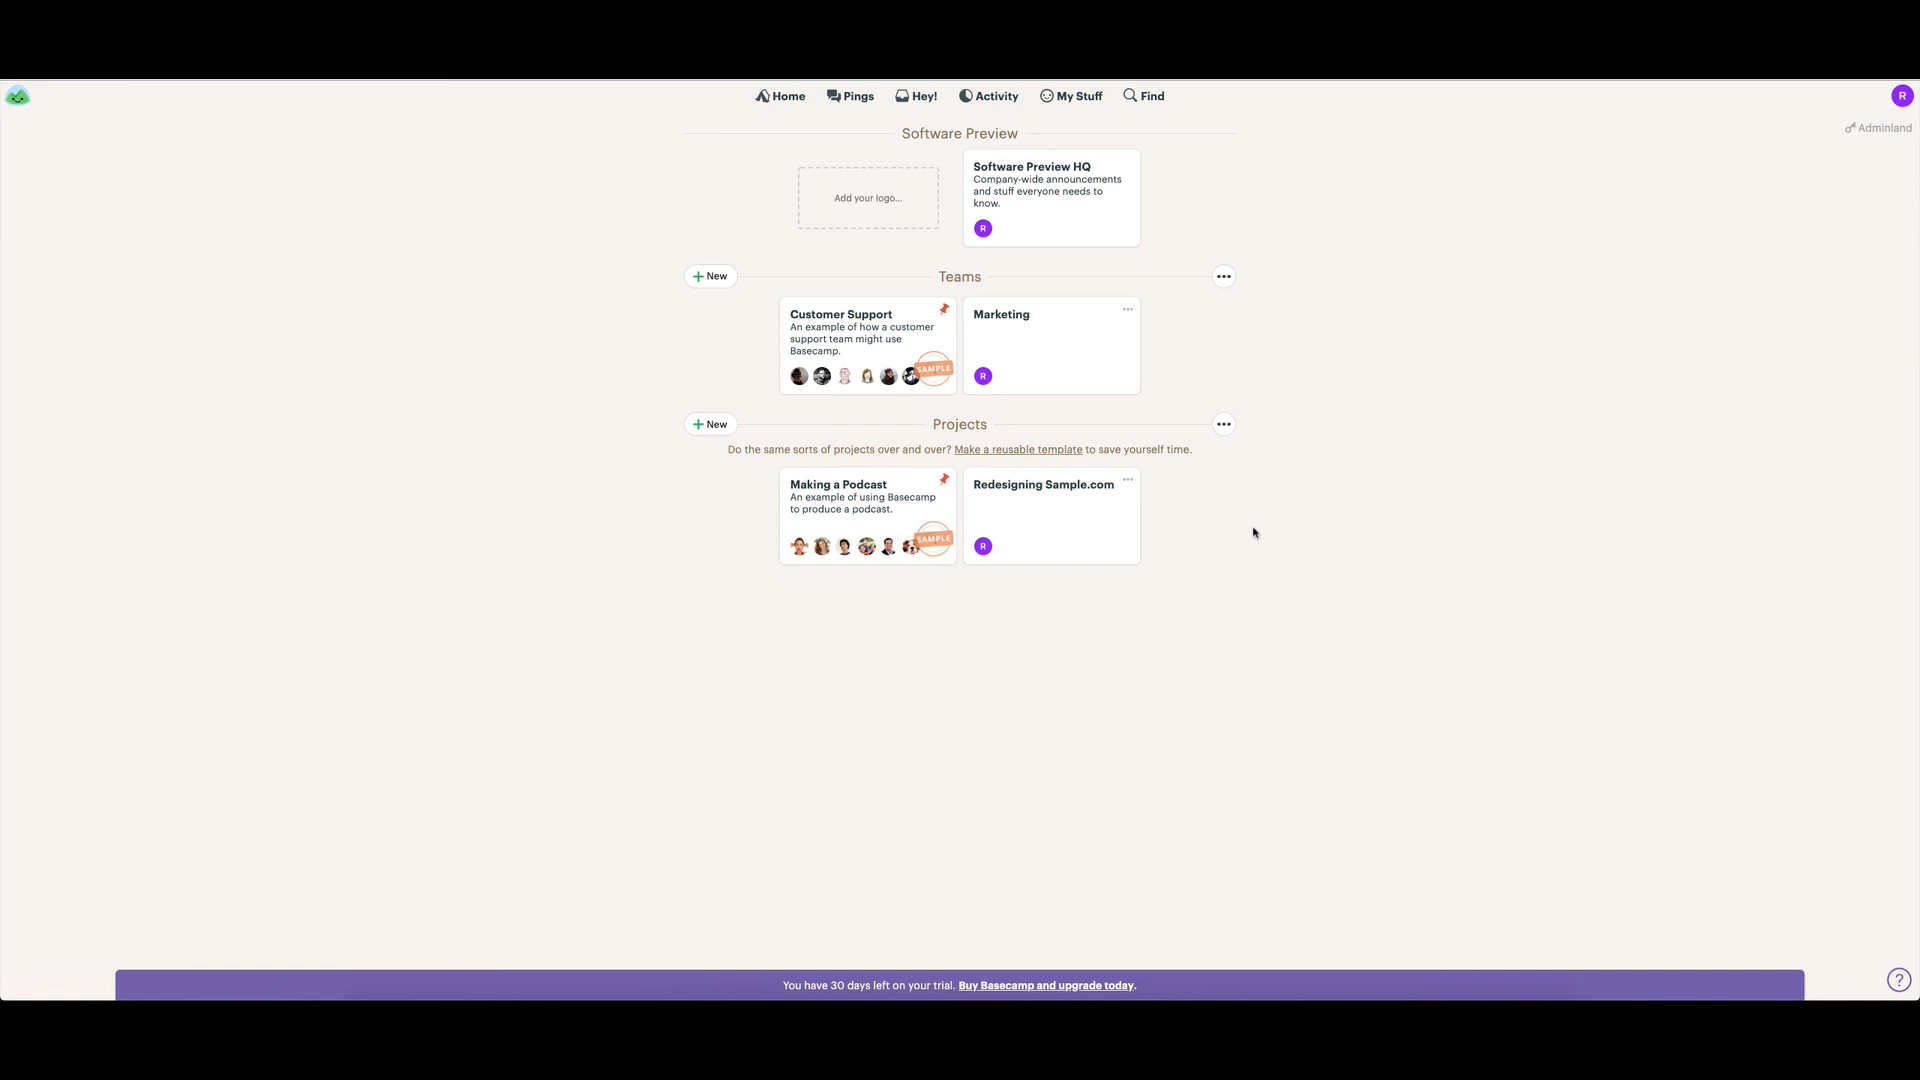 Home Pings Hey! Activity My Stuff Find
R
Adminland
Software Preview
Add your logo...
Software Preview HQ
Company-wide announcements
and stuff everyone needs to
know.
R
New
Teams
Customer Support
An example of how a customer
support team might use
Basecamp.
SAMPLE
Marketing
R
New
Projects
Do the same sorts of projects over and over? Make a reusable template to save yourself time.
Making a Podcast
An example of using Basecamp
to produce a podcast.
SAMPLE
Redesigning Sample.com
R
You have 30 days left on your trial. Buy Basecamp and upgrade today.
?